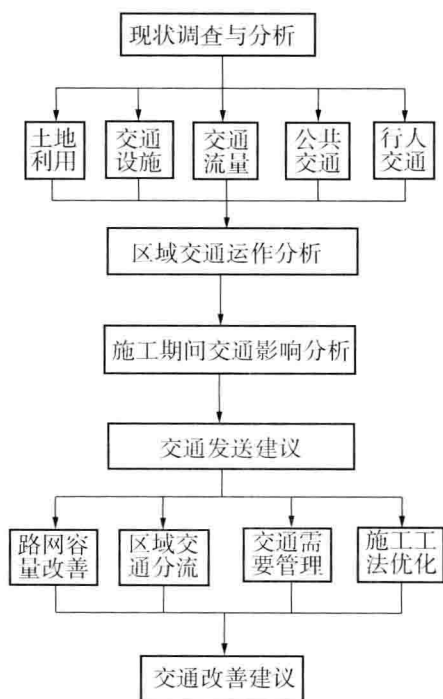 现状调查与分析
土地
利用
交通
设施
交通
流量
公共
交通
行人
交通
区域交通运作分析
施工期间交通影响分析
交通发送建议
路网容
量改善
区域交
通分流
交通需
要管理
施工工
法优化
交通改善建议